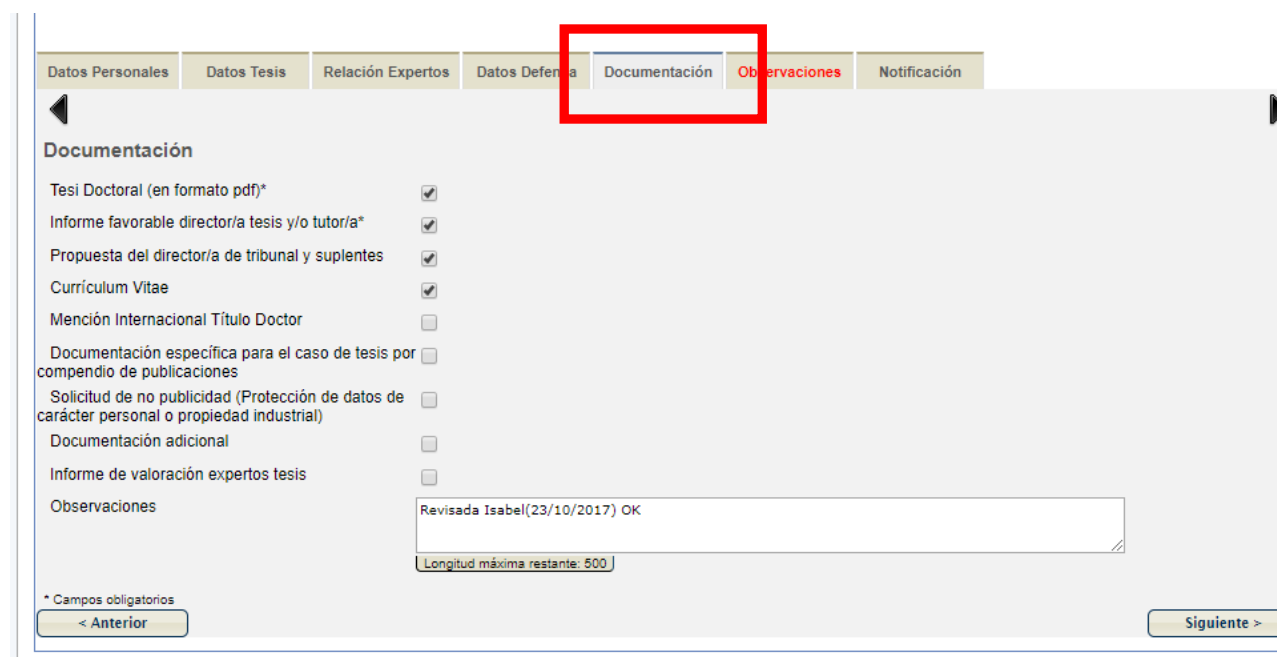 Datos Personales Datos Tesis Relación Expertos Datos Defensa Documentación Observaciones Notificación
Documentación
Tesi Doctoral (en formato pdf)*
Informe favorable director/a tesis y/o tutor/a*
Propuesta del director/a de tribunal y suplentes
Currículum Vitae
Mención Internacional Título Doctor
Documentación específica para el caso de tesis por
compendio de publicaciones
Solicitud de no publicidad (Protección de datos de
carácter personal o propiedad industrial)
Documentación adicional
Informe de valoración expertos tesis
Observaciones
Revisada Isabel(23/10/2017) OK
Longitud máxima restante: 500
* Campos obligatorios
< Anterior Siguiente >